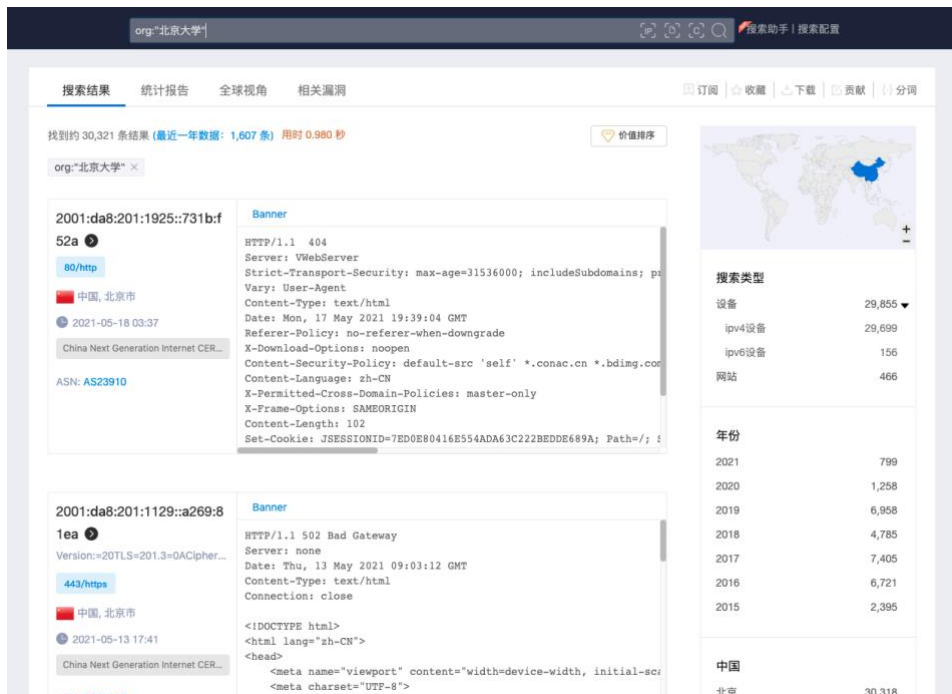 org:"北京大学"
搜索助手 | 搜索配置
搜索结果 统计报告 全球视角 相关漏洞
订阅 收藏 下载 贡献 分词
找到约 30,321 条结果 (最近一年数据：1,607 条) 用时 0.980 秒
价值排序
org:"北京大学" ×
2001:da8:201:1925::731b:f
52a
80/http
中国, 北京市
2021-05-18 03:37
China Next Generation Internet CER...
ASN: AS23910
Banner
HTTP/1.1 404
Server: VWebServer
Strict-Transport-Security: max-age=31536000; includeSubdomains; p
Vary: User-Agent
Content-Type: text/html
Date: Mon, 17 May 2021 19:39:04 GMT
Referer-Policy: no-referrer-when-downgrade
X-Download-Options: noopen
Content-Security-Policy: default-src 'self' *.conac.cn *.bdimg.com
Content-Language: zh-CN
X-Permitted-Cross-Domain-Policies: master-only
X-Frame-Options: SAMEORIGIN
Content-Length: 102
Set-Cookie: JSESSIONID=7ED0E80416E554ADA63C222BEDDE689A; Path=/;
2001:da8:201:1129::a269:8
1ea
Version:=20TLS=201.3=0ACipher...
443/https
中国, 北京市
2021-05-13 17:41
China Next Generation Internet CER...
Banner
HTTP/1.1 502 Bad Gateway
Server: none
Date: Thu, 13 May 2021 09:03:12 GMT
Content-Type: text/html
Connection: close
<!DOCTYPE html>
<html lang="zh-CN">
<head>
<meta name="viewport" content="width=device-width, initial-sca
<meta charset="UTF-8">
+
−
搜索类型
设备 29,855
ipv4设备 29,699
ipv6设备 156
网站 466
年份
2021 799
2020 1,258
2019 6,958
2018 4,785
2017 7,405
2016 6,721
2015 2,395
中国
北京 30,318